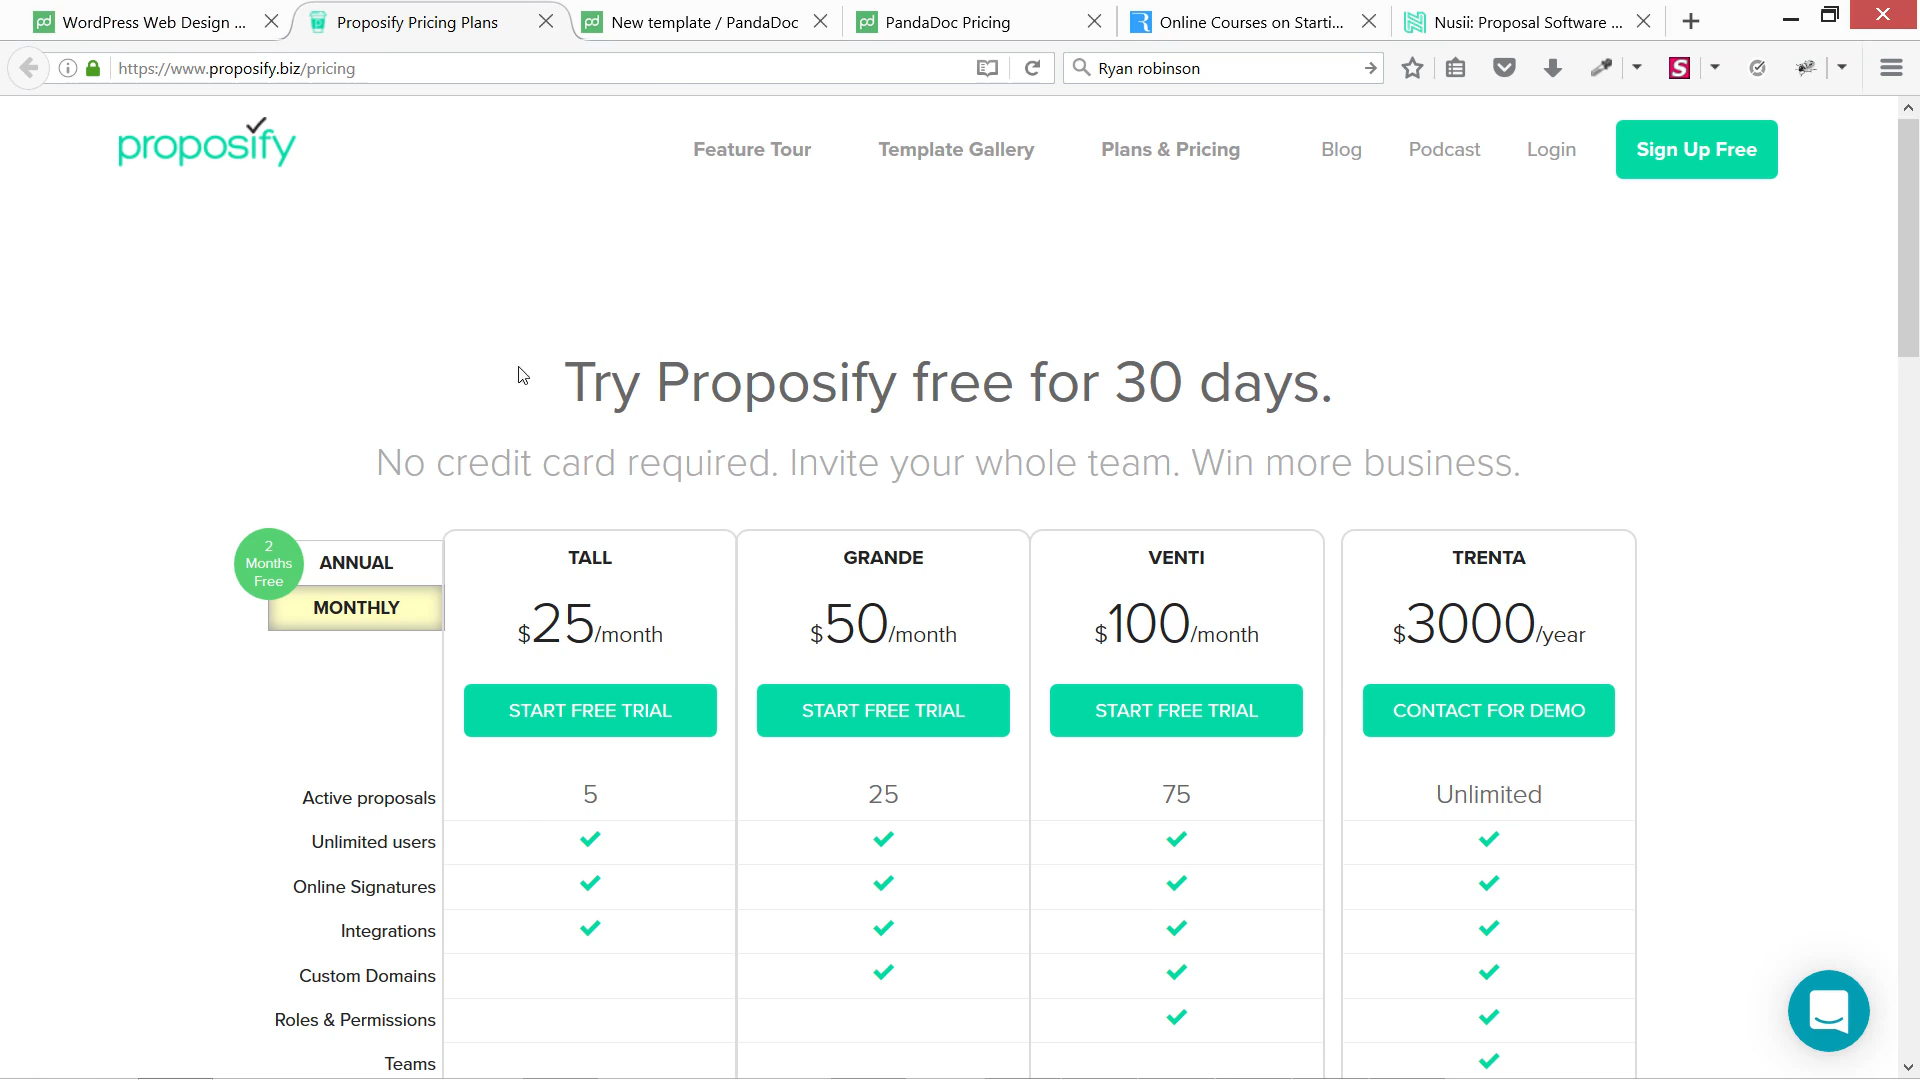 WordPress Web Design ...
Proposify Pricing Plans
New template / PandaDoc
PandaDoc Pricing
Online Courses on Starti...
Nusii: Proposal Software ...
https://www.proposify.biz/pricing
Ryan robinson
proposify
Feature Tour
Template Gallery
Plans & Pricing
Blog
Podcast
Login
Sign Up Free
Try Proposify free for 30 days.
No credit card required. Invite your whole team. Win more business.
2 Months Free
ANNUAL
MONTHLY
TALL
GRANDE
VENTI
TRENTA
$25/month
$50/month
$100/month
$3000/year
START FREE TRIAL
START FREE TRIAL
START FREE TRIAL
CONTACT FOR DEMO
Active proposals 5 25 75 Unlimited
Unlimited users
Online Signatures
Integrations
Custom Domains
Roles & Permissions
Teams